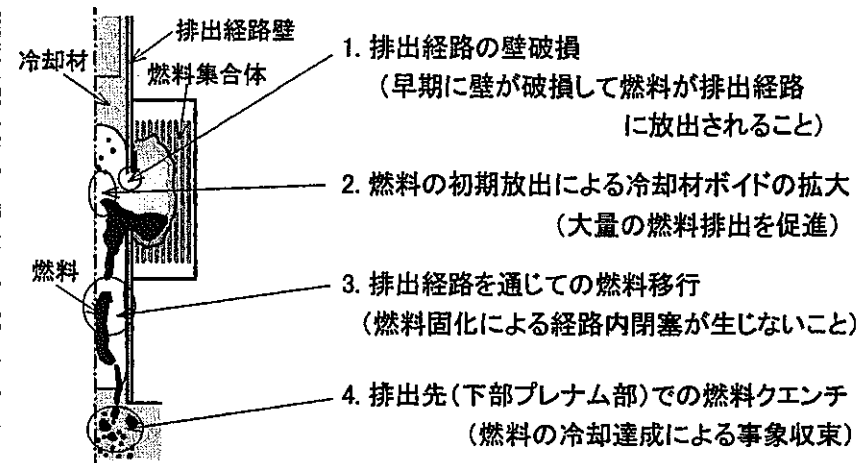 排出経路壁
冷却材
燃料集合体
燃料
1. 排出経路の壁破損
(早期に壁が破損して燃料が排出経路
に放出されること)
2. 燃料の初期放出による冷却材ボイドの拡大
(大量の燃料排出を促進)
3. 排出経路を通じての燃料移行
(燃料固化による経路内閉塞が生じないこと)
4. 排出先(下部プレナム部)での燃料クエンチ
(燃料の冷却達成による事象収束)